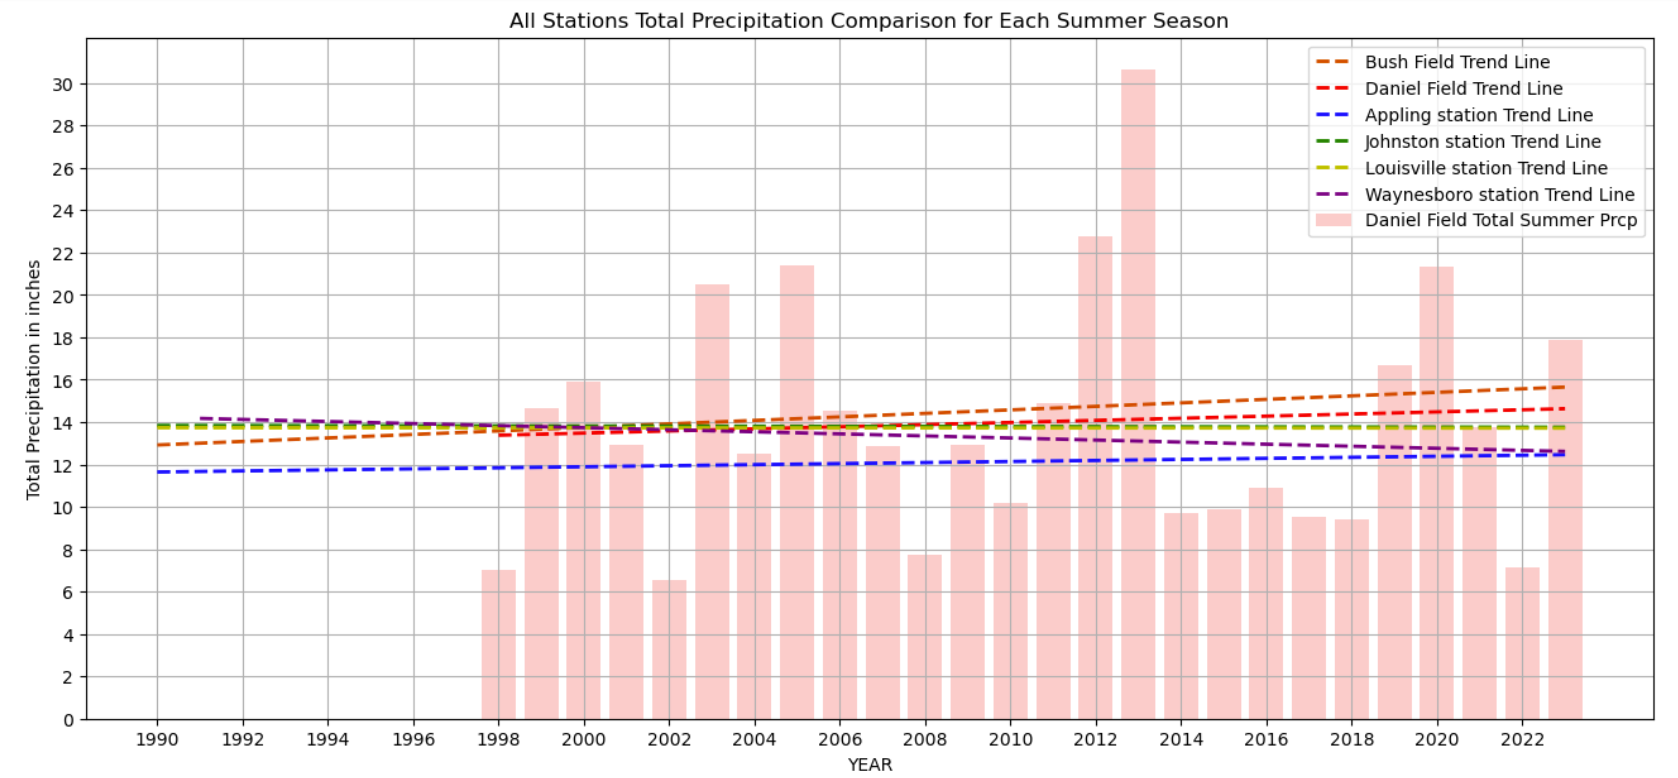 All Stations Total Precipitation Comparison for Each Summer Season
Bush Field Trend Line
Daniel Field Trend Line
Appling station Trend Line
Johnston station Trend Line
Louisville station Trend Line
Waynesboro station Trend Line
Daniel Field Total Summer Prcp
Total Precipitation in inches
30
28
26
24
22
20
18
16
14
12
10
8
6
4
2
0
1990 1992 1994 1996 1998 2000 2002 2004 2006 2008 2010 2012 2014 2016 2018 2020 2022
YEAR